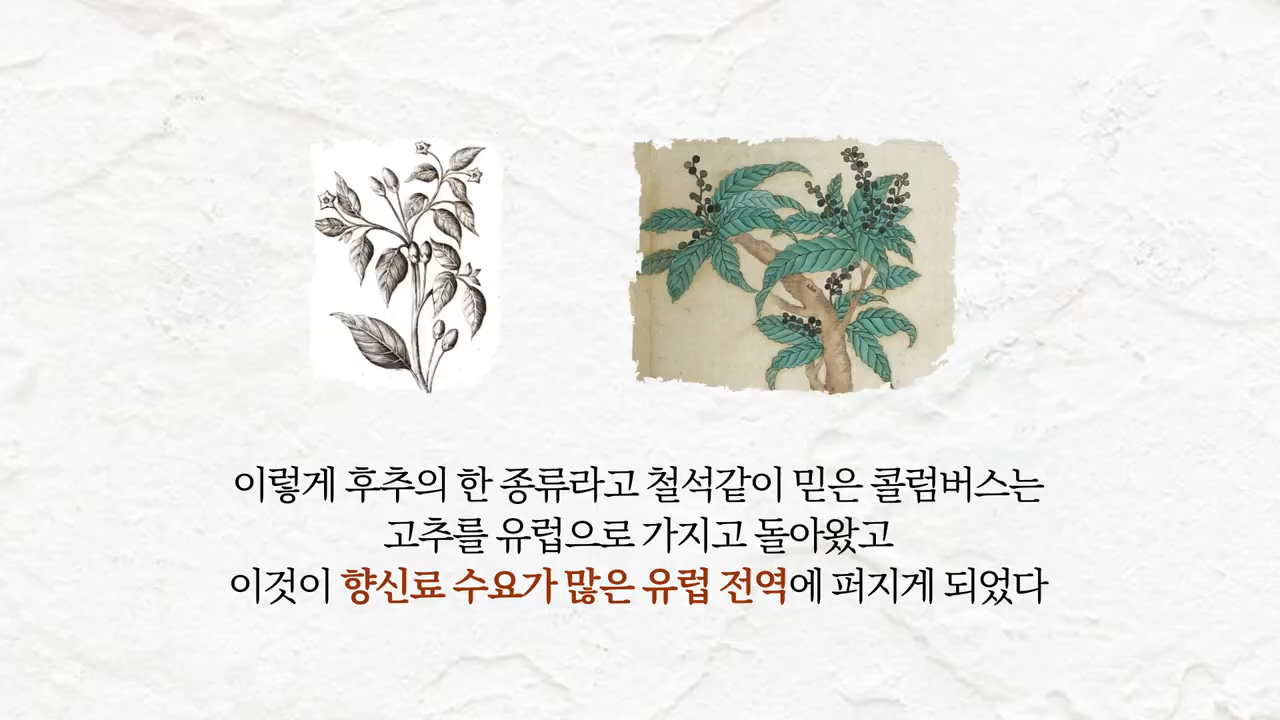 이렇게 후추의 한 종류라고 철석같이 믿은 콜럼버스는
고추를 유럽으로 가지고 돌아왔고
이것이 향신료 수요가 많은 유럽 전역에 퍼지게 되었다